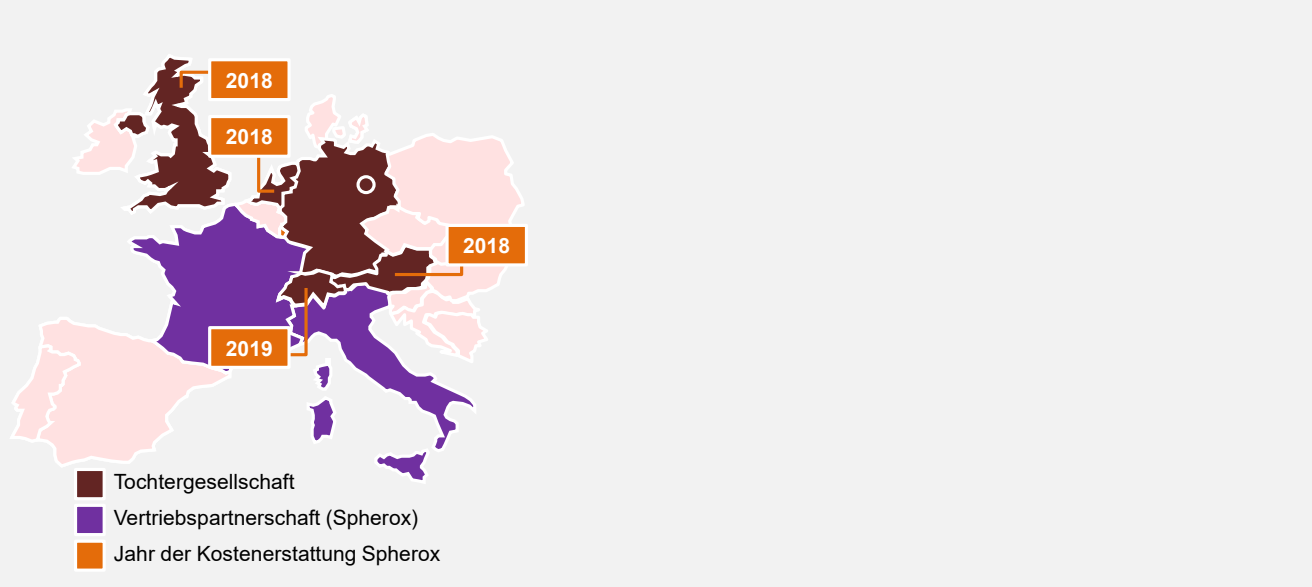 2018
2018
2018
2019
Tochtergesellschaft
Vertriebspartnerschaft (Spherox)
Jahr der Kostenerstattung Spherox